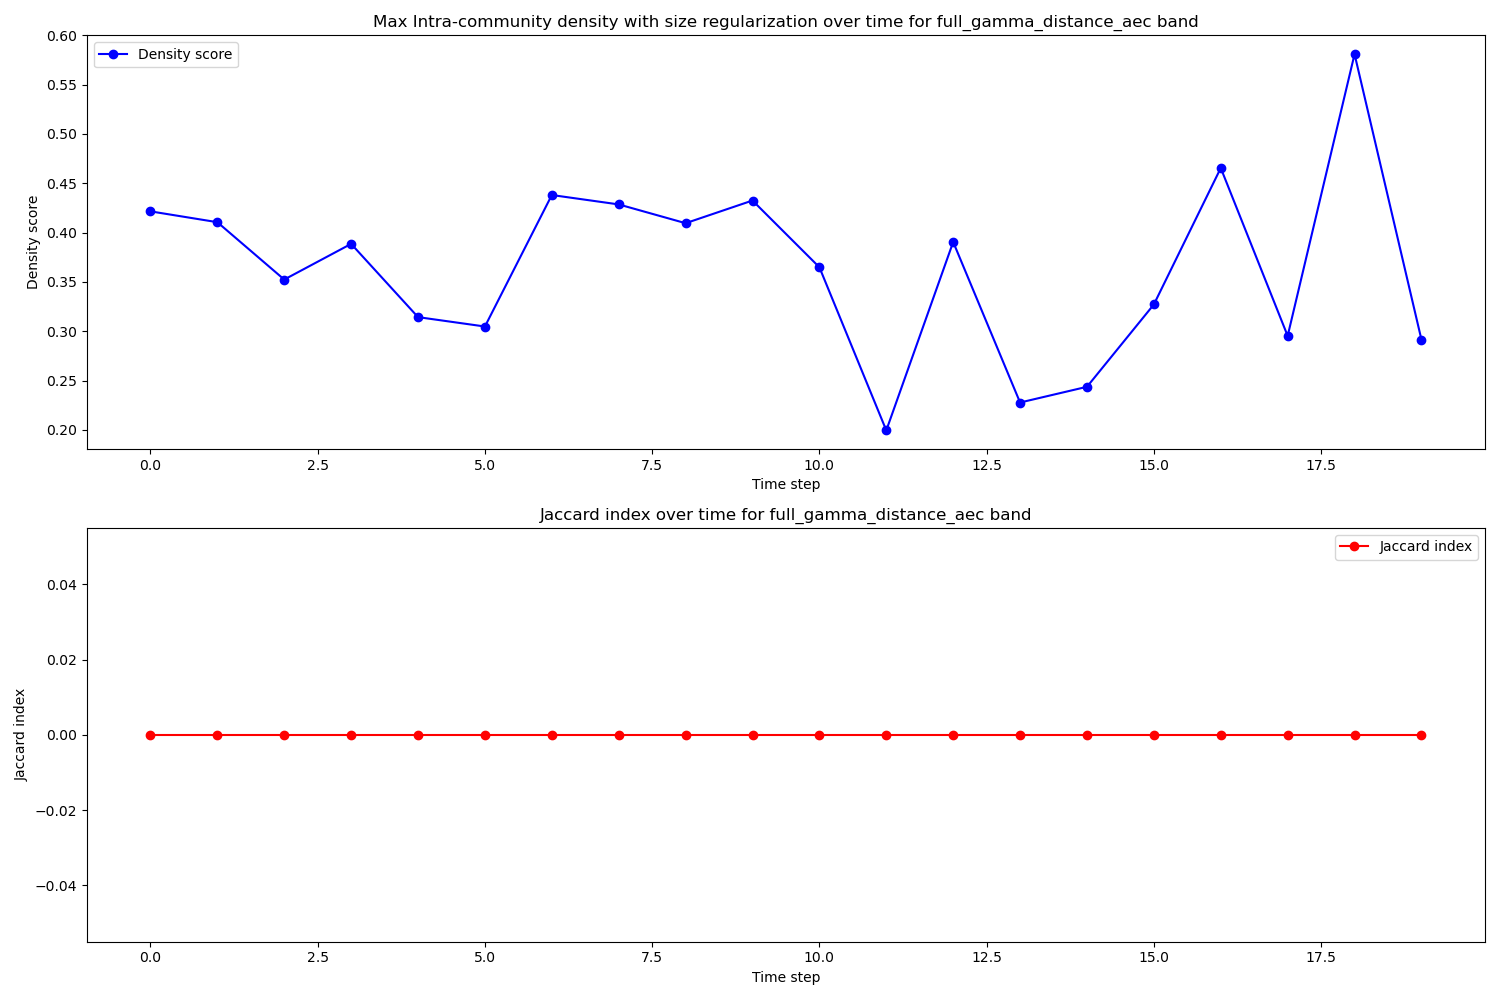 Max Intra-community density with size regularization over time for full_gamma_distance_aec band
Density score
Density score
0.60
0.55
0.50
0.45
0.40
0.35
0.30
0.25
0.20
0.0 2.5 5.0 7.5 10.0 12.5 15.0 17.5
Time step
Jaccard index over time for full_gamma_distance_aec band
Jaccard index
Jaccard index
0.04
0.02
0.00
−0.02
−0.04
0.0 2.5 5.0 7.5 10.0 12.5 15.0 17.5
Time step